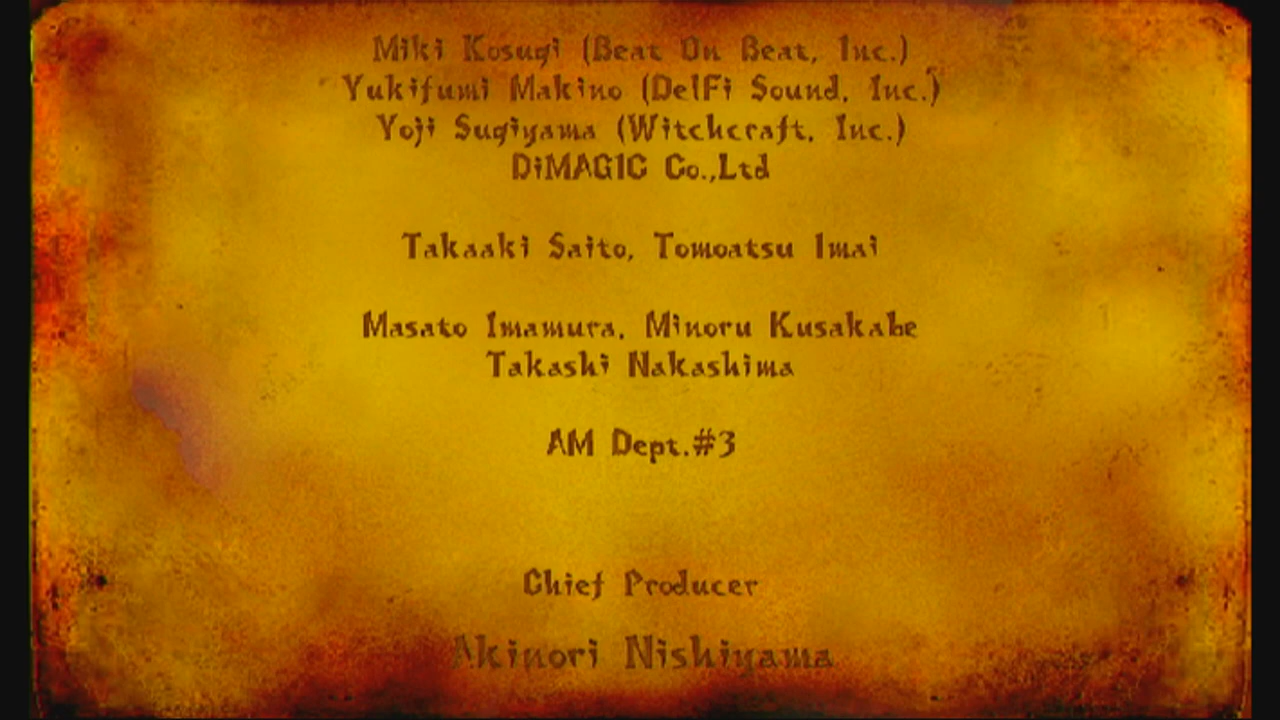 Miki Kosugi (Beat On Beat, Inc.)
Yukifumi Makino (DelFi Sound, Inc.)
Yoji Sugiyama (Witchcraft, Inc.)
DiMAGIC Co.,Ltd
Takaaki Saito, Tomoatsu Imai
Masato Imamura, Minoru Kusakabe
Takashi Nakashima
AM Dept.#3
Chief Producer
Akinori Nishiyama